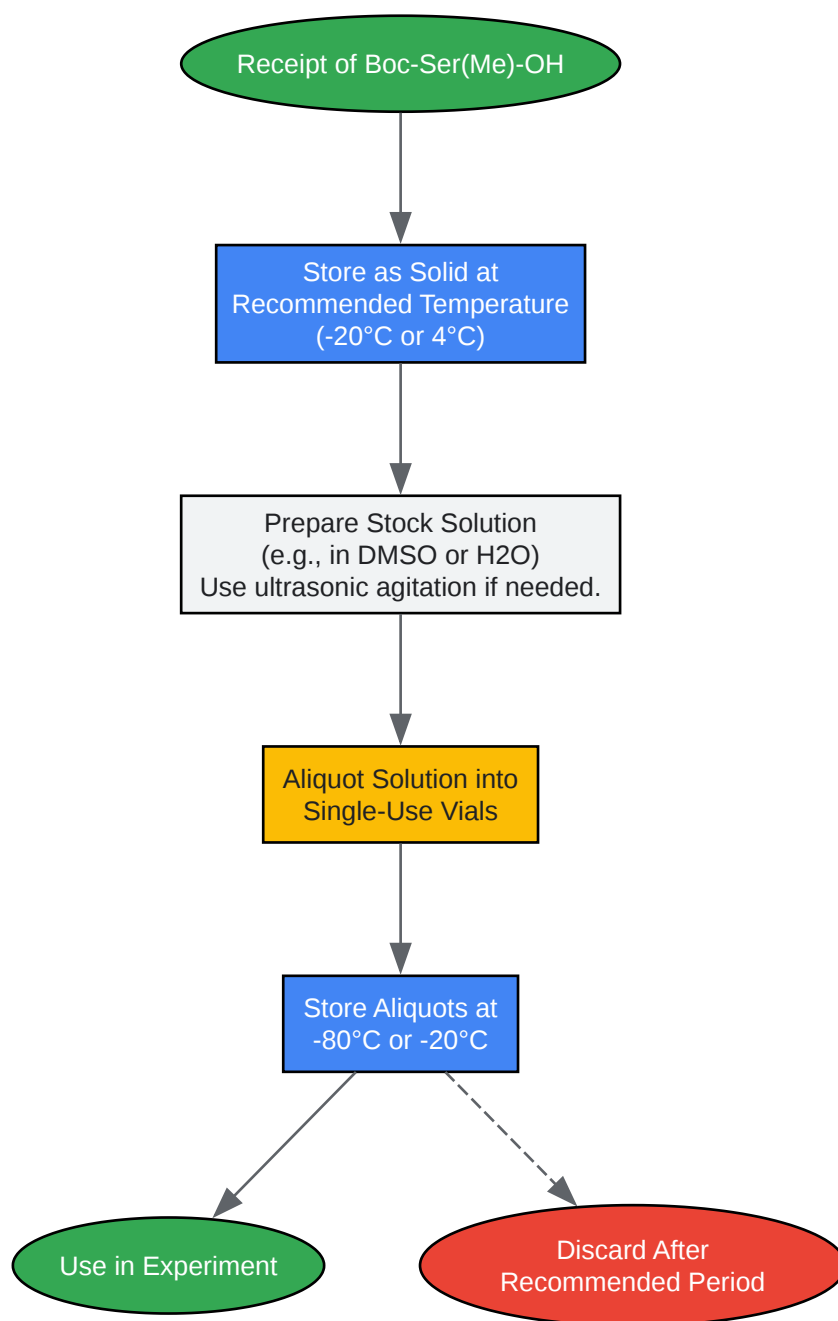 Receipt of Boc-Ser(Me)-OH
Store as Solid at
Recommended Temperature
(-20°C or 4°C)
Prepare Stock Solution
(e.g., in DMSO or H2O)
Use ultrasonic agitation if needed.
Aliquot Solution into
Single-Use Vials
Store Aliquots at
-80°C or -20°C
Use in Experiment
Discard After
Recommended Period